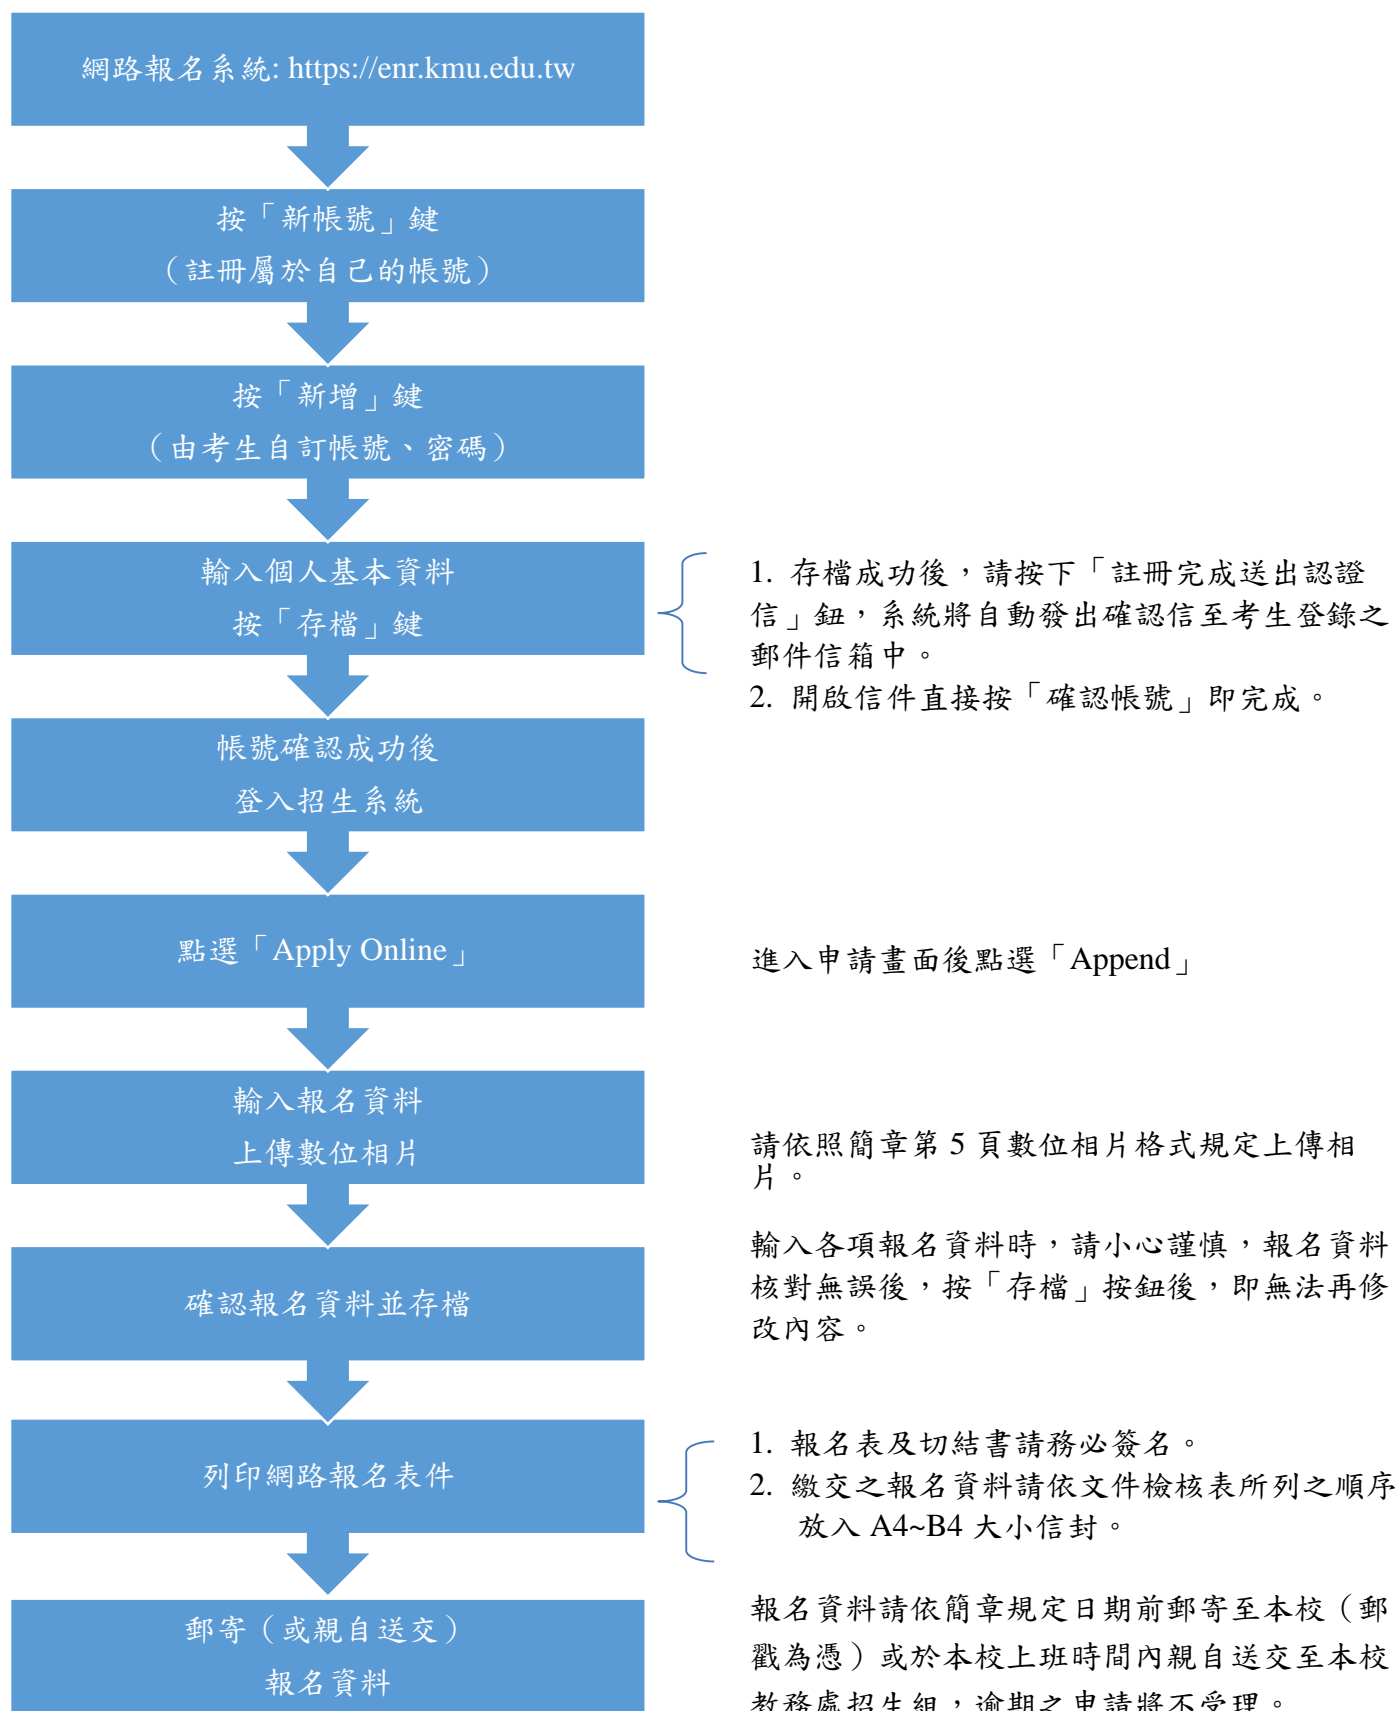 網路報名系統: https://enr.kmu.edu.tw
按「新帳號」鍵
（註冊屬於自己的帳號）
按「新增」鍵
（由考生自訂帳號、密碼）
輸入個人基本資料
按「存檔」鍵
1. 存檔成功後，請按下「註冊完成送出認證
信」鈕，系統將自動發出確認信至考生登錄之
郵件信箱中。
2. 開啟信件直接按「確認帳號」即完成。
帳號確認成功後
登入招生系統
點選「Apply Online」
進入申請畫面後點選「Append」
輸入報名資料
上傳數位相片
請依照簡章第 5 頁數位相片格式規定上傳相
片。
確認報名資料並存檔
輸入各項報名資料時，請小心謹慎，報名資料
核對無誤後，按「存檔」按鈕後，即無法再修
改內容。
列印網路報名表件
1. 報名表及切結書請務必簽名。
2. 繳交之報名資料請依文件檢核表所列之順序
放入 A4~B4 大小信封。
郵寄（或親自送交）
報名資料
報名資料請依簡章規定日期前郵寄至本校（郵
戳為憑）或於本校上班時間內親自送交至本校
教務處招生組，逾期之申請將不受理。